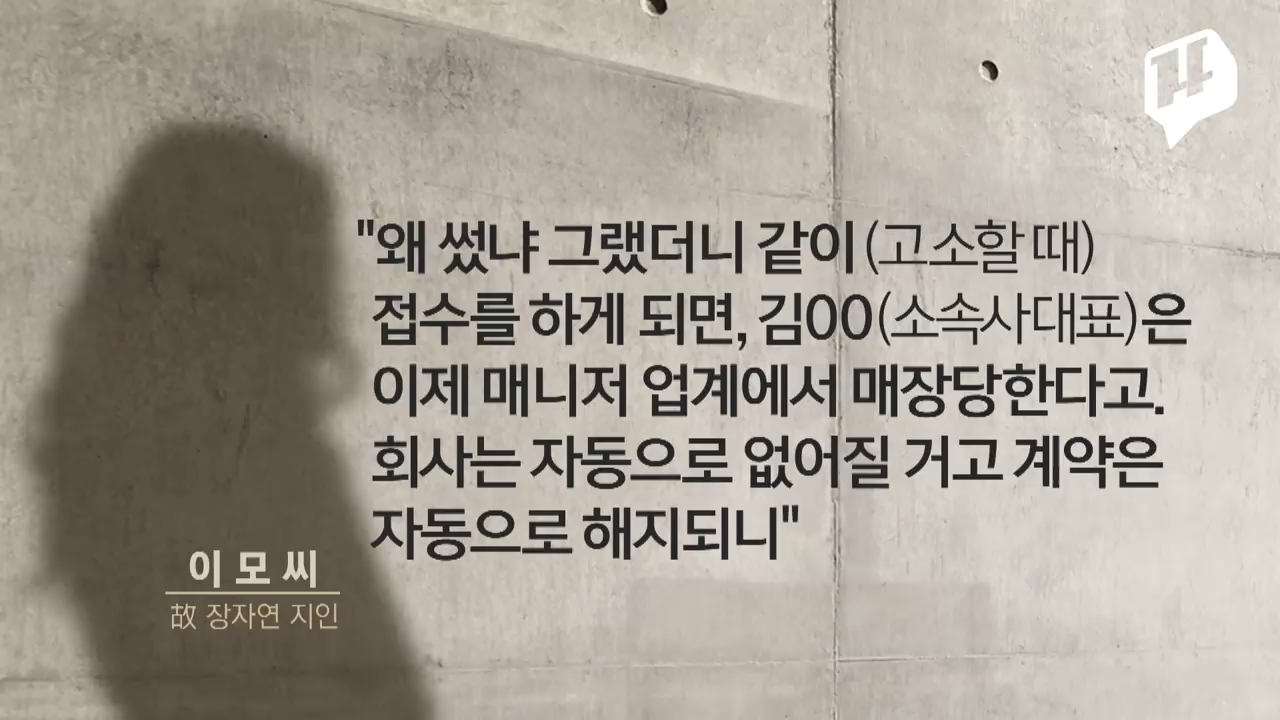 "왜 썼냐 그랬더니 같이 (고소할 때)
접수를 하게 되면, 김OO(소속사대표)은
이제 매니저 업계에서 매장당한다고.
회사는 자동으로 없어질 거고 계약은
자동으로 해지되니"
이 모 씨
故 장자연 지인